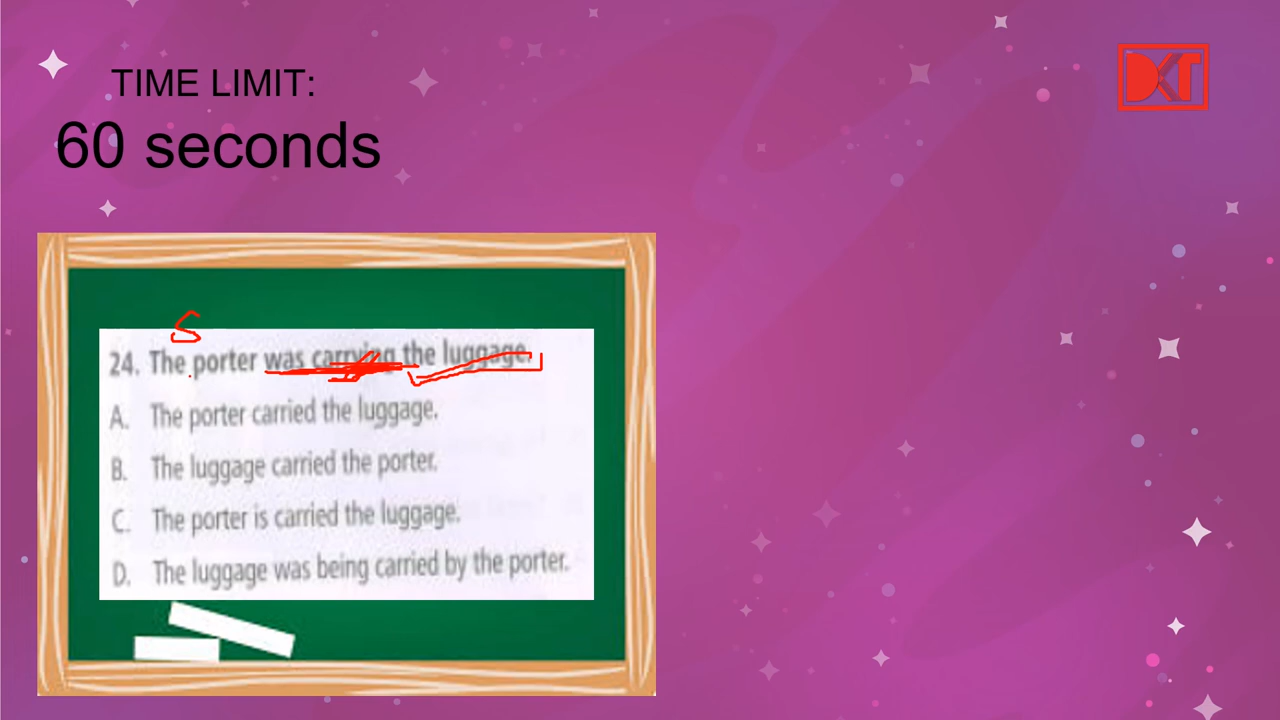 TIME LIMIT:
60 seconds
DKT
S
24. The porter was carrying the luggage.
A. The porter carried the luggage.
B. The luggage carried the porter.
C. The porter is carried the luggage.
D. The luggage was being carried by the porter.